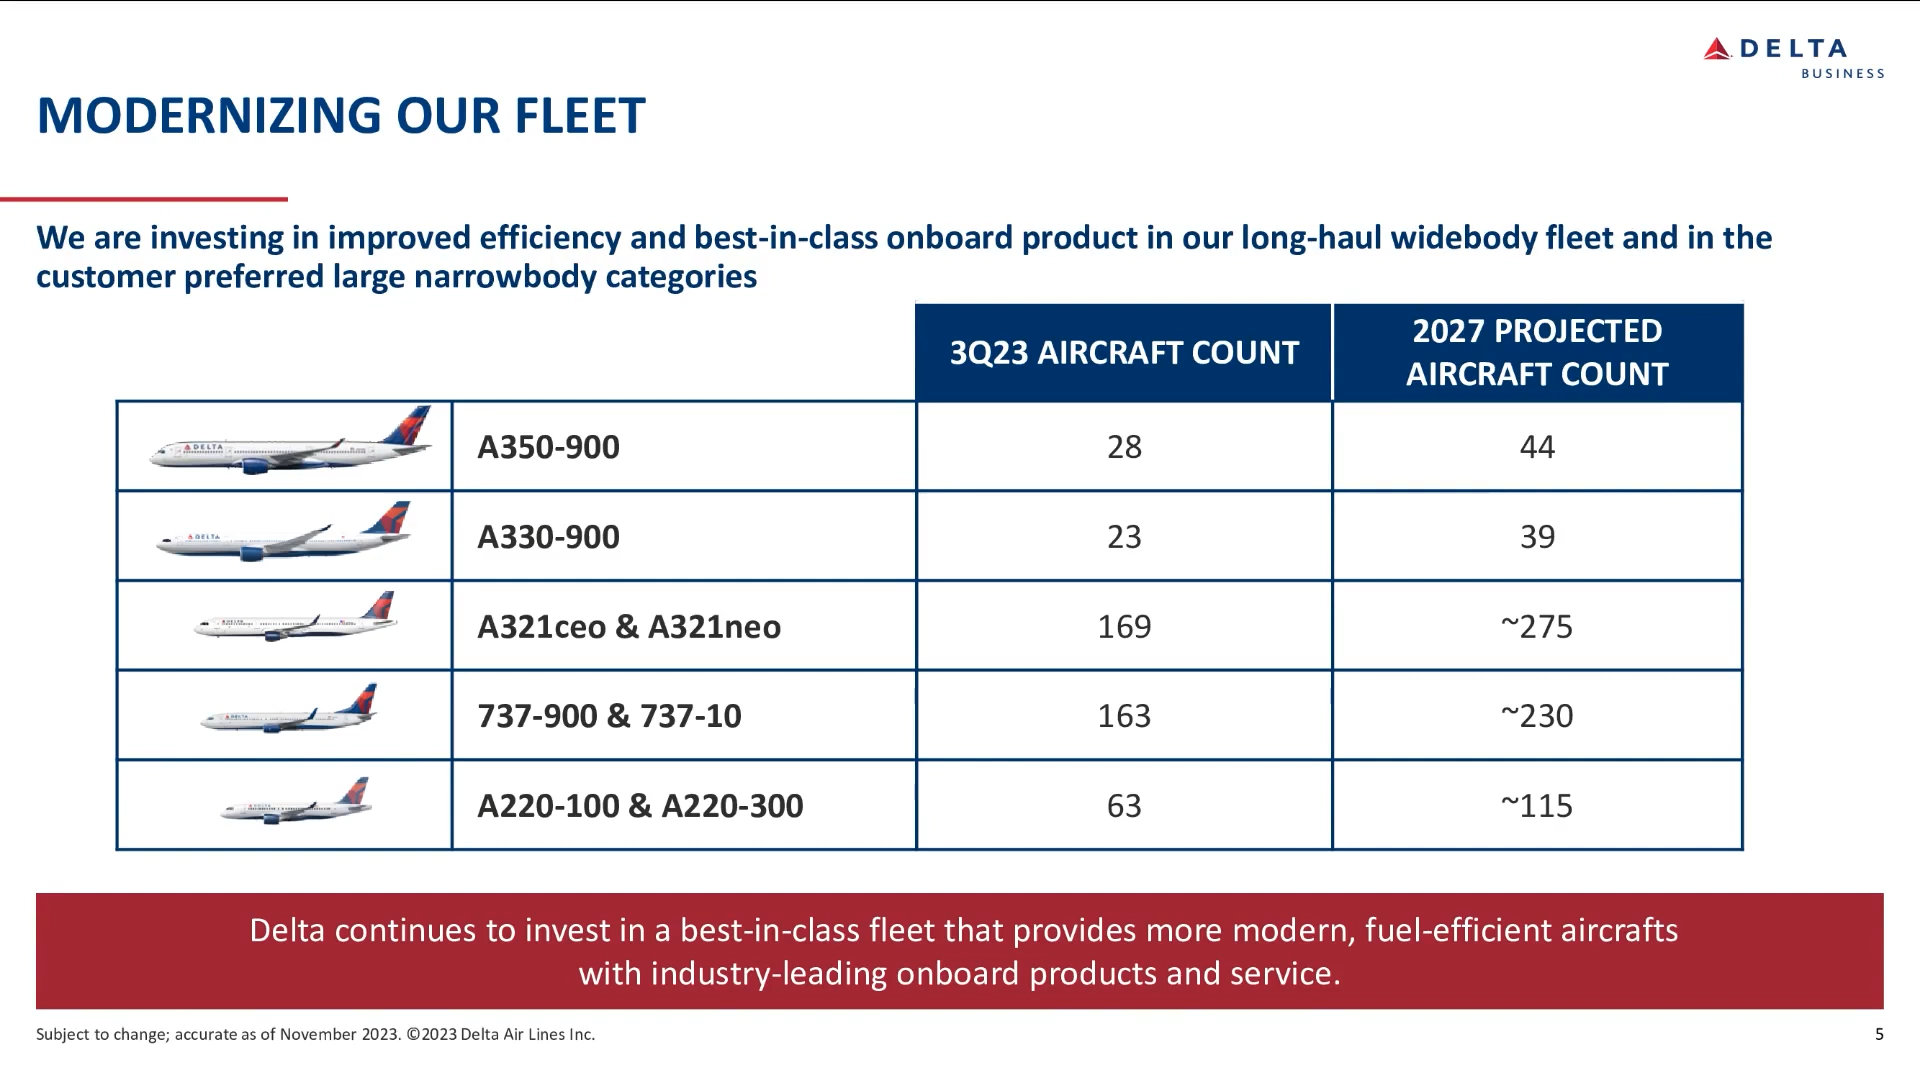 DELTA
BUSINESS
MODERNIZING OUR FLEET
We are investing in improved efficiency and best-in-class onboard product in our long-haul widebody fleet and in the
customer preferred large narrowbody categories
3Q23 AIRCRAFT COUNT
2027 PROJECTED
AIRCRAFT COUNT
DELTA
A350-900
28
44
DELTA
A330-900
23
39
DELTA
A321ceo & A321neo
169
~275
DELTA
737-900 & 737-10
163
~230
DELTA
A220-100 & A220-300
63
~115
Delta continues to invest in a best-in-class fleet that provides more modern, fuel-efficient aircrafts
with industry-leading onboard products and service.
Subject to change; accurate as of November 2023. ©2023 Delta Air Lines Inc.
5